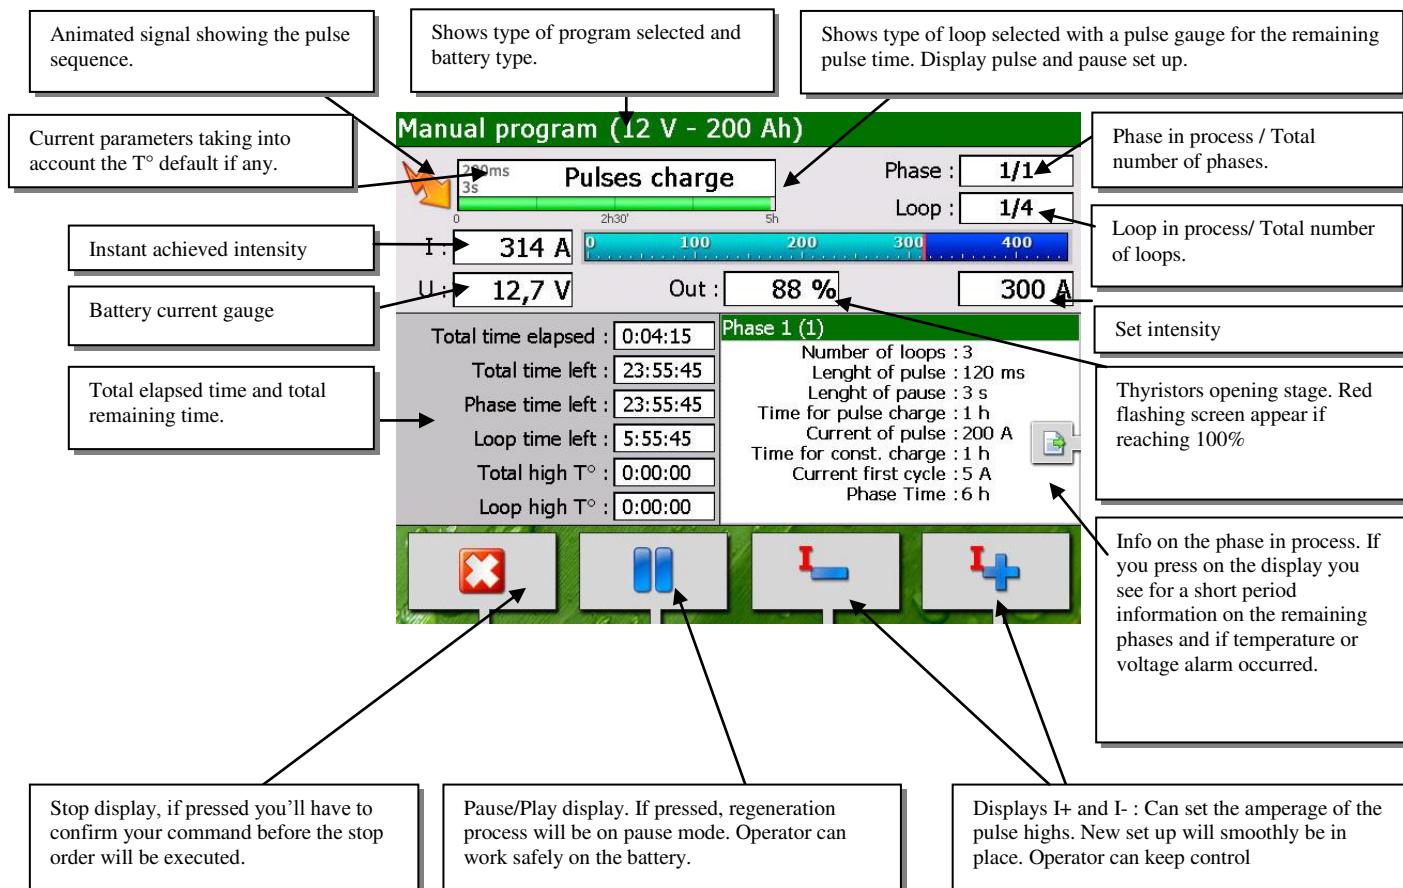 Animated signal showing the pulse
sequence.
Shows type of program selected and
battery type.
Shows type of loop selected with a pulse gauge for the remaining
pulse time. Display pulse and pause set up.
Current parameters taking into
account the T° default if any.
Manual program (12 V - 200 Ah)
Phase in process / Total
number of phases.
200ms
3s
Pulses charge
Phase : 1/1
Loop : 1/4
0 2h30' 5h
Loop in process/ Total number
of loops.
Instant achieved intensity
I : 314 A
0 100 200 300 400
Battery current gauge
U : 12,7 V
Out : 88 %
300 A
Set intensity
Total elapsed time and total
remaining time.
Total time elapsed : 0:04:15
Total time left : 23:55:45
Phase time left : 23:55:45
Loop time left : 5:55:45
Total high T° : 0:00:00
Loop high T° : 0:00:00
Phase 1 (1)
Number of loops : 3
Lenght of pulse : 120 ms
Lenght of pause : 3 s
Time for pulse charge : 1 h
Current of pulse : 200 A
Time for const. charge : 1 h
Current first cycle : 5 A
Phase Time : 6 h
Thyristors opening stage. Red
flashing screen appear if
reaching 100%
Info on the phase in process. If
you press on the display you
see for a short period
information on the remaining
phases and if temperature or
voltage alarm occurred.
I
I
Stop display, if pressed you'll have to
confirm your command before the stop
order will be executed.
Pause/Play display. If pressed, regeneration
process will be on pause mode. Operator can
work safely on the battery.
Displays I+ and I- : Can set the amperage of the
pulse highs. New set up will smoothly be in
place. Operator can keep control